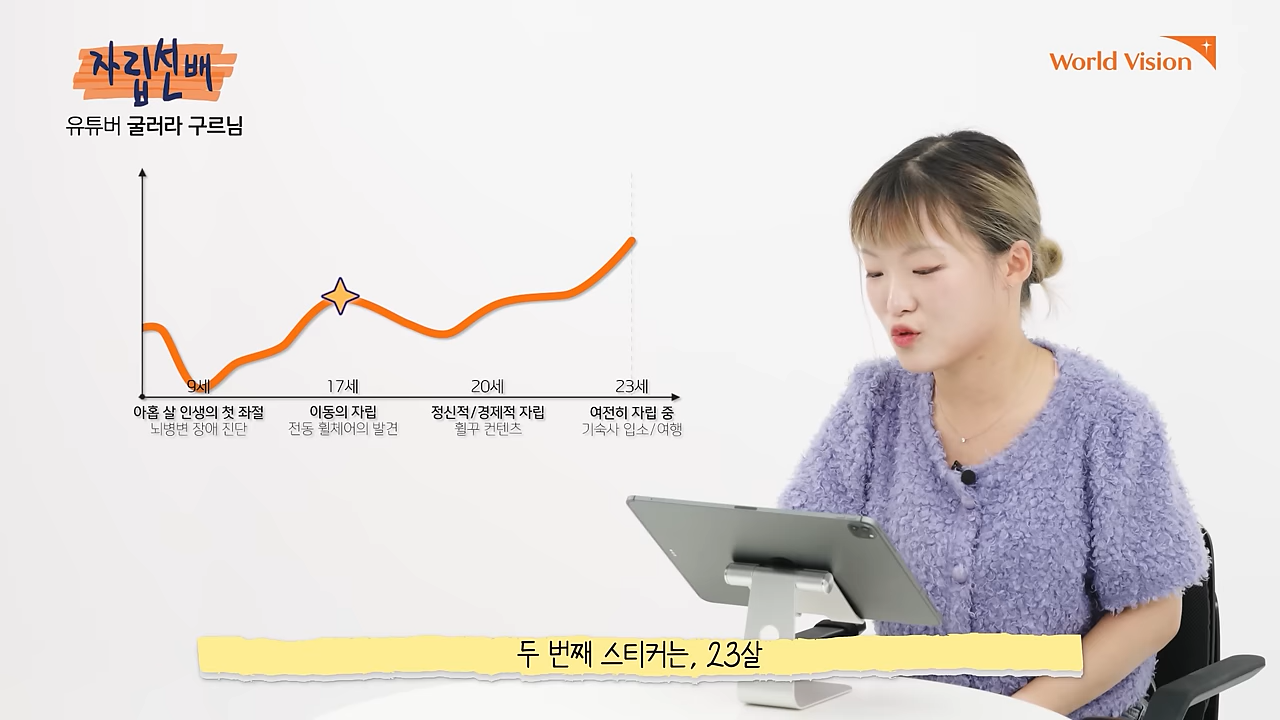 자립선배
유튜버 굴러라 구르님
World Vision
9세
17세
20세
23세
아홉 살 인생의 첫 좌절
뇌병변 장애 진단
이동의 자립
전동 휠체어의 발견
정신적/경제적 자립
휠꾸 컨텐츠
여전히 자립 중
기숙사 입소/여행
두 번째 스티커는, 23살